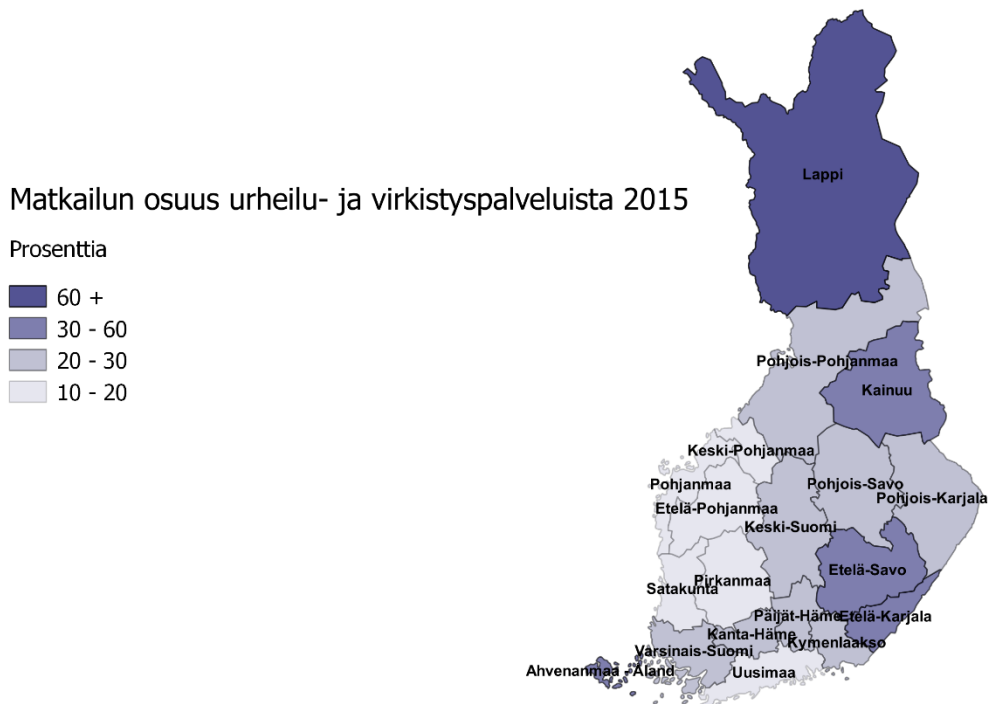 Matkailun osuus urheilu- ja virkistyspalveluista 2015
Prosenttia
60 +
30 - 60
20 - 30
10 - 20
Lappi
Pohjois-Pohjanmaa
Kainuu
Keski-Pohjanmaa
Pohjanmaa
Pohjois-Savo
Pohjois-Karjala
Etelä-Pohjanmaa
Keski-Suomi
Etelä-Savo
Pirkanmaa
Satakunta
Päijät-Häme
Etelä-Karjala
Kanta-Häme
Kymenlaakso
Varsinais-Suomi
Ahvenanmaa - Åland
Uusimaa